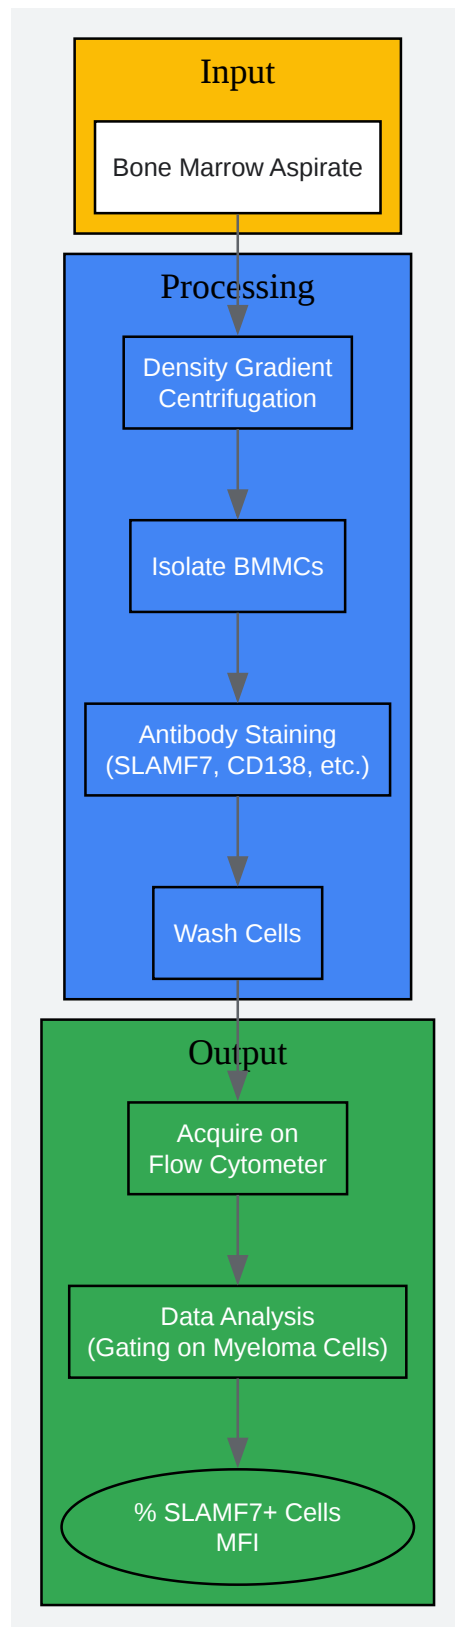 Input
Bone Marrow Aspirate
Processing
Density Gradient
Centrifugation
Isolate BMMCs
Antibody Staining
(SLAMF7, CD138, etc.)
Wash Cells
Output
Acquire on
Flow Cytometer
Data Analysis
(Gating on Myeloma Cells)
% SLAMF7+ Cells
MFI